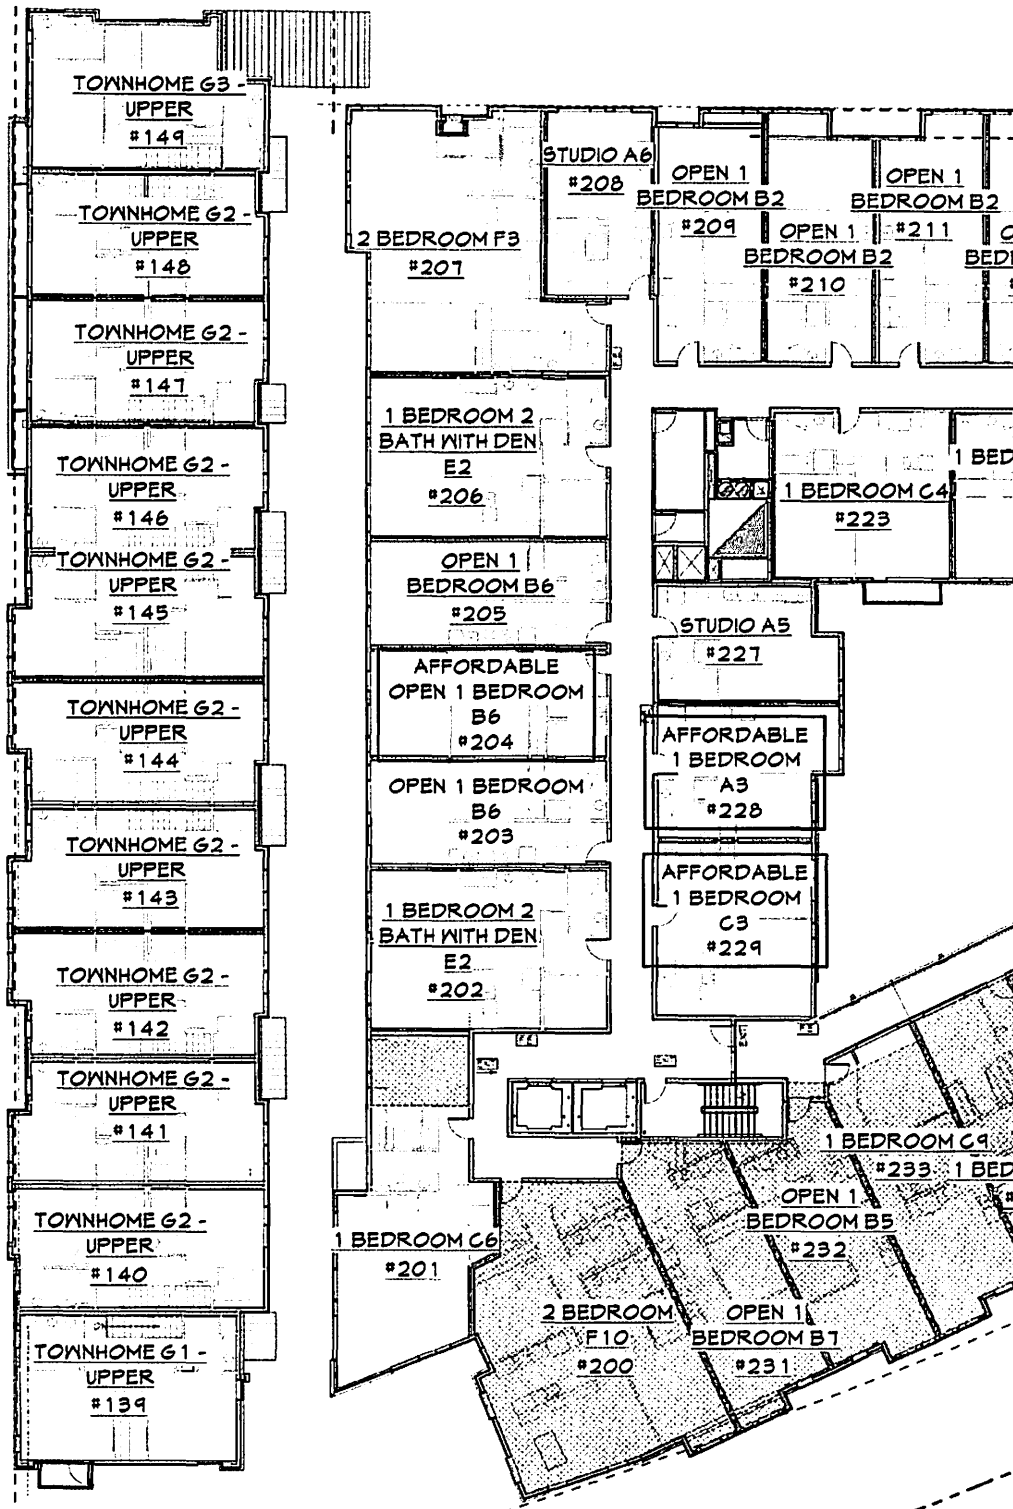 TOWNHOME G3 -
UPPER
#149
TOWNHOME G2 -
UPPER
#148
TOWNHOME G2 -
UPPER
#147
TOWNHOME G2 -
UPPER
#146
TOWNHOME G2 -
UPPER
#145
TOWNHOME G2 -
UPPER
#144
TOWNHOME G2 -
UPPER
#143
TOWNHOME G2 -
UPPER
#142
TOWNHOME G2 -
UPPER
#141
TOWNHOME G2 -
UPPER
#140
TOWNHOME G1 -
UPPER
#139
2 BEDROOM F3
#207
STUDIO A6
#208
OPEN 1
BEDROOM B2
#209
OPEN 1
BEDROOM B2
#210
OPEN 1
BEDROOM B2
#211
O
BED
#
1 BEDROOM 2
BATH WITH DEN
E2
#206
OPEN 1
BEDROOM B6
#205
AFFORDABLE
OPEN 1 BEDROOM
B6
#204
OPEN 1 BEDROOM
B6
#203
1 BEDROOM 2
BATH WITH DEN
E2
#202
1 BEDROOM C4
#223
1 BED
STUDIO A5
#227
AFFORDABLE
1 BEDROOM
A3
#228
AFFORDABLE
1 BEDROOM
C3
#229
1 BEDROOM C6
#201
2 BEDROOM
F10
#200
OPEN 1
BEDROOM B7
#231
OPEN 1
BEDROOM B5
#232
1 BEDROOM C9
#233
1 BED
#